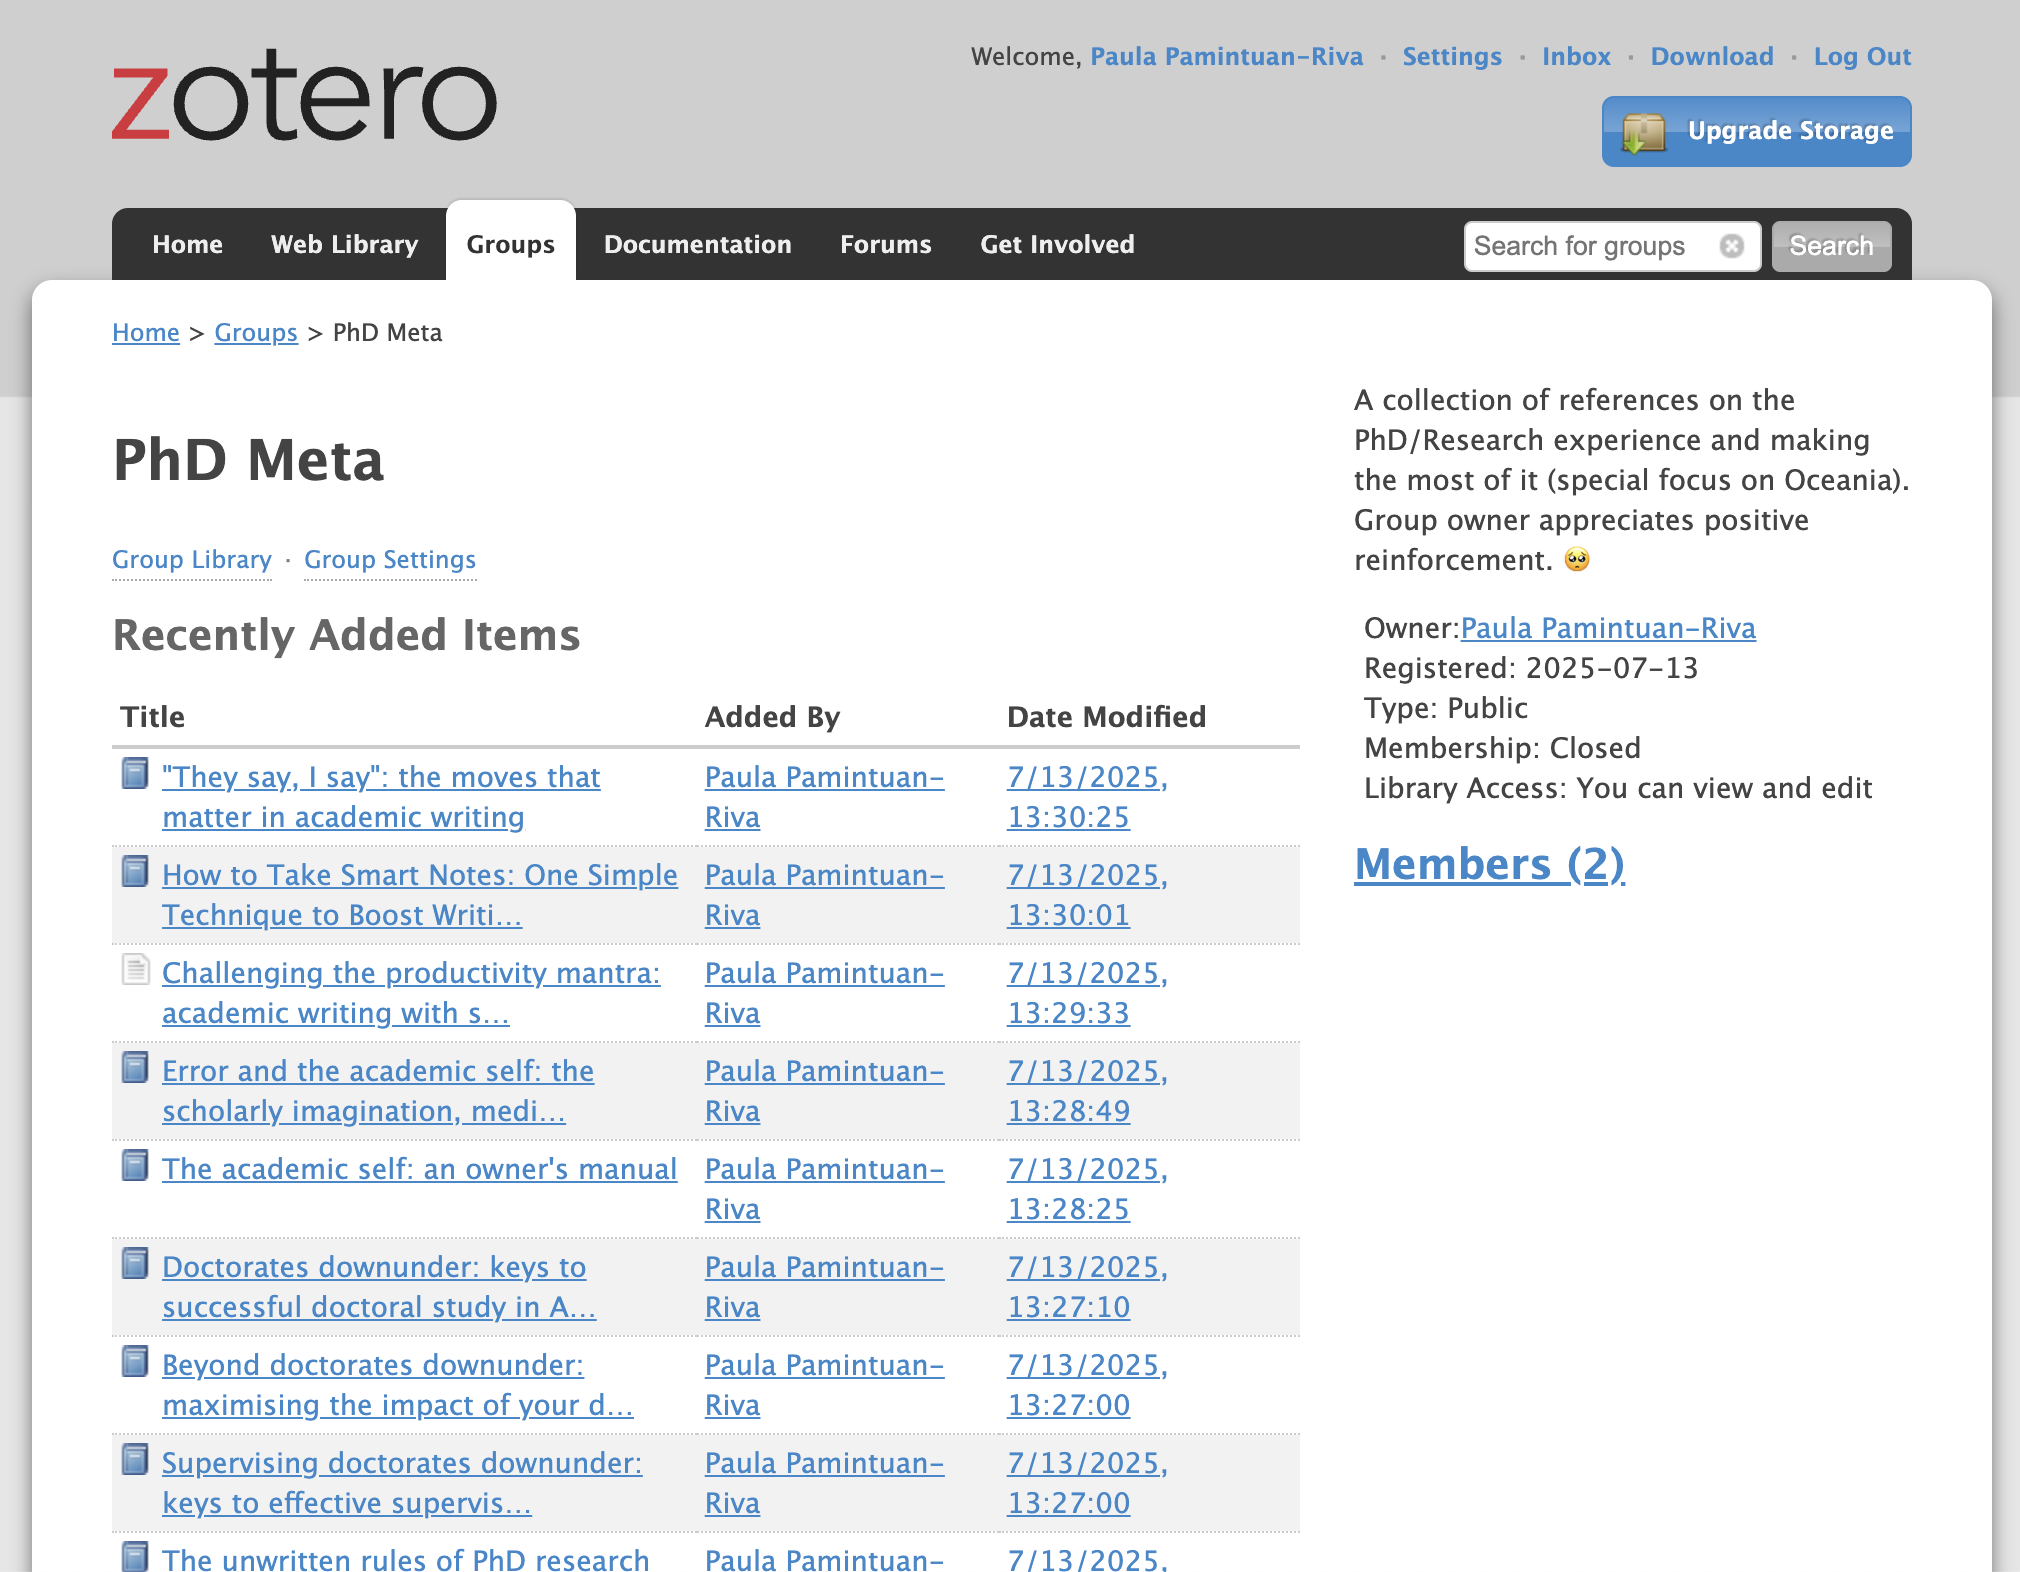 zotero
Welcome, Paula Pamintuan-Riva · Settings · Inbox · Download · Log Out
Upgrade Storage
Home Web Library Groups Documentation Forums Get Involved Search for groups Search
Home > Groups > PhD Meta
PhD Meta
Group Library · Group Settings
Recently Added Items
Title Added By Date Modified
"They say, I say": the moves that Paula Pamintuan- 7/13/2025,
matter in academic writing Riva 13:30:25
How to Take Smart Notes: One Simple Paula Pamintuan- 7/13/2025,
Technique to Boost Writi... Riva 13:30:01
Challenging the productivity mantra: Paula Pamintuan- 7/13/2025,
academic writing with s... Riva 13:29:33
Error and the academic self: the Paula Pamintuan- 7/13/2025,
scholarly imagination, medi... Riva 13:28:49
The academic self: an owner's manual Paula Pamintuan- 7/13/2025,
Riva 13:28:25
Doctorates downunder: keys to Paula Pamintuan- 7/13/2025,
successful doctoral study in A... Riva 13:27:10
Beyond doctorates downunder: Paula Pamintuan- 7/13/2025,
maximising the impact of your d... Riva 13:27:00
Supervising doctorates downunder: Paula Pamintuan- 7/13/2025,
keys to effective supervis... Riva 13:27:00
The unwritten rules of PhD research Paula Pamintuan- 7/13/2025,
A collection of references on the
PhD/Research experience and making
the most of it (special focus on Oceania).
Group owner appreciates positive
reinforcement. 🥺
Owner:Paula Pamintuan-Riva
Registered: 2025-07-13
Type: Public
Membership: Closed
Library Access: You can view and edit
Members (2)